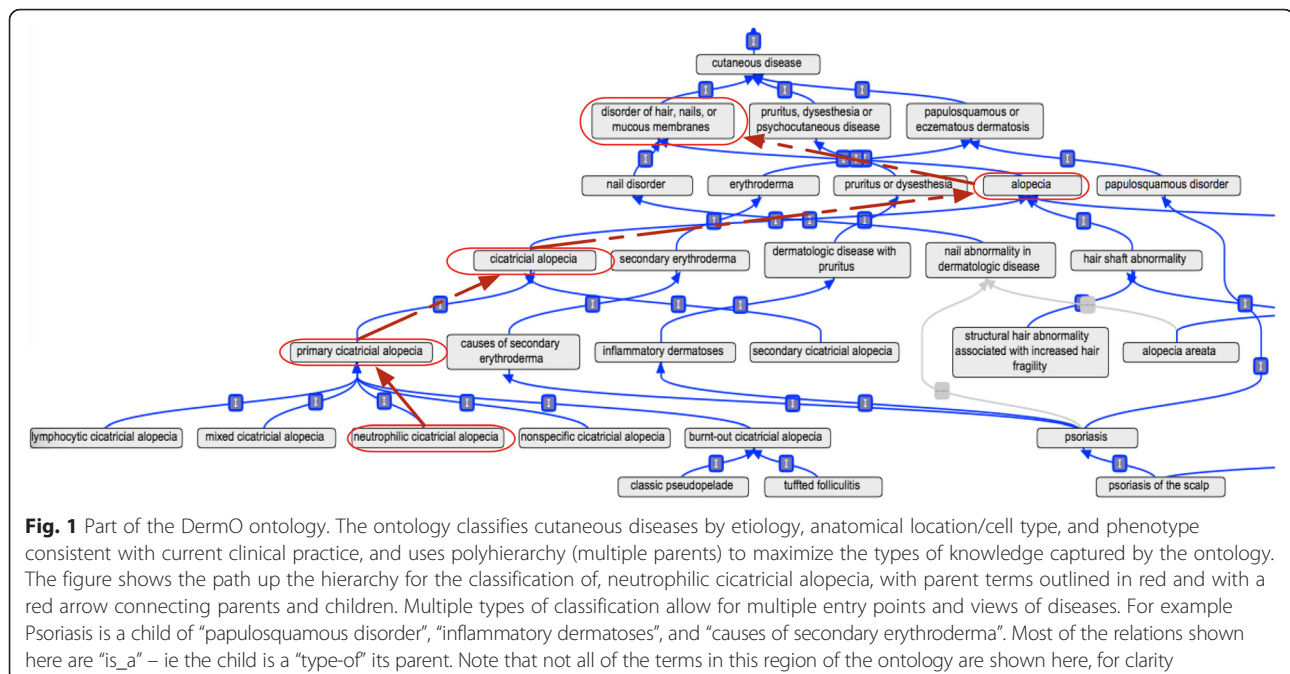 I
cutaneous disease
I
I
I
disorder of hair, nails, or
mucous membranes
pruritus, dysesthesia or
psychocutaneous disease
papulosquamous or
eczematous dermatosis
I
I
I
I
I
nail disorder
erythroderma
pruritus or dysesthesia
alopecia
papulosquamous disorder
I
I
I
I
I
cicatricial alopecia
secondary erythroderma
dermatologic disease with
pruritus
nail abnormality in
dermatologic disease
hair shaft abnormality
I
I
I
I
I
I
primary cicatricial alopecia
causes of secondary
erythroderma
inflammatory dermatoses
secondary cicatricial alopecia
structural hair abnormality
associated with increased hair
fragility
alopecia areata
I
I
I
I
I
I
I
I
lymphocytic cicatricial alopecia
mixed cicatricial alopecia
neutrophilic cicatricial alopecia
nonspecific cicatricial alopecia
burnt-out cicatricial alopecia
psoriasis
I
I
I
classic pseudopelade
tuffted folliculitis
psoriasis of the scalp
Fig. 1 Part of the DermO ontology. The ontology classifies cutaneous diseases by etiology, anatomical location/cell type, and phenotype
consistent with current clinical practice, and uses polyhierarchy (multiple parents) to maximize the types of knowledge captured by the ontology.
The figure shows the path up the hierarchy for the classification of, neutrophilic cicatricial alopecia, with parent terms outlined in red and with a
red arrow connecting parents and children. Multiple types of classification allow for multiple entry points and views of diseases. For example
Psoriasis is a child of “papulosquamous disorder”, “inflammatory dermatoses”, and “causes of secondary erythroderma”. Most of the relations shown
here are “is_a” – ie the child is a “type-of” its parent. Note that not all of the terms in this region of the ontology are shown here, for clarity